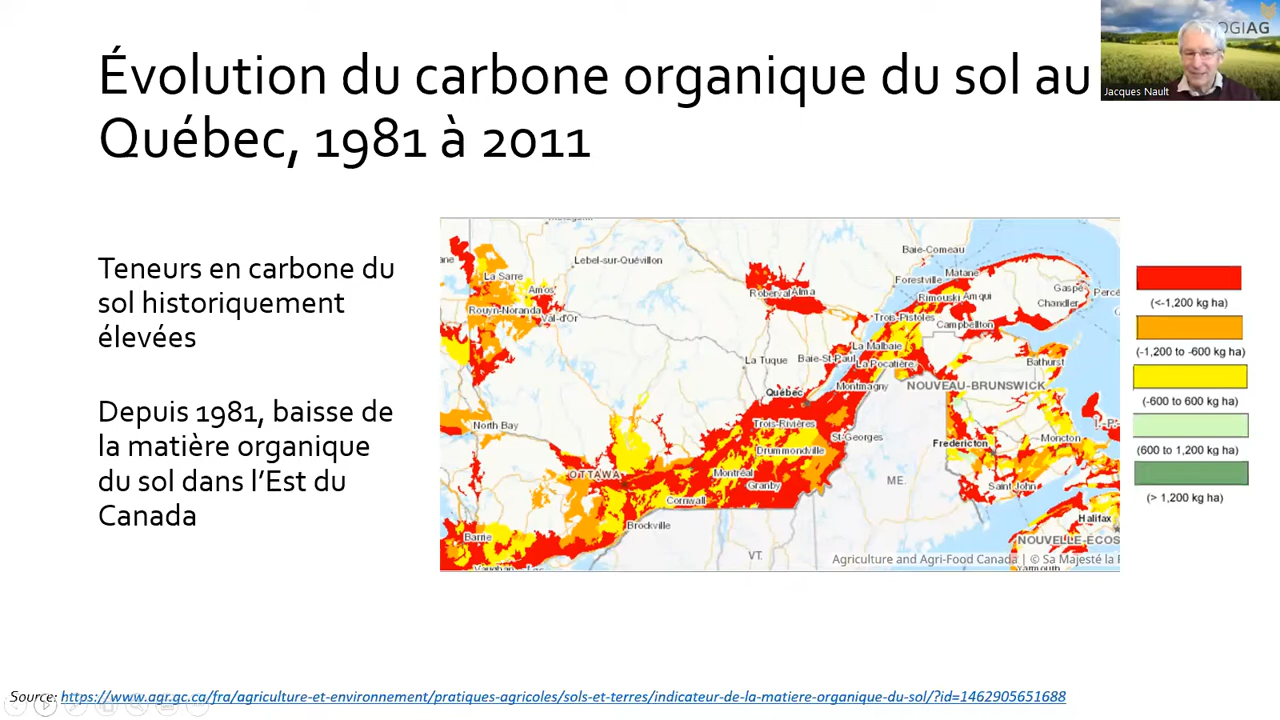 Évolution du carbone organique du sol au
Québec, 1981 à 2011
OGIAG
Jacques Nault
Teneurs en carbone du
sol historiquement
élevées
Depuis 1981, baisse de
la matière organique
du sol dans l'Est du
Canada
Baie-Comeau
Lebel-sur-Quévillon
La Sarre
Matane
Forestville
Gaspé
Percé
Amos
Roberval
Alma
Rimouski
Amqui
Chandler
Rouyn-Noranda
Val-d'Or
Trois-Pistoles
Campbellton
La Malbaie
La Tuque
Baie-St-Paul
La Pocatière
Bathurst
Montmagny
NOUVEAU-BRUNSWICK
Québec
North Bay
Trois-Rivières
St-Georges
Fredericton
Moncton
Drummondville
OTTAWA
Montréal
ME.
Granby
Saint John
Cornwall
Brockville
Halifax
Barrie
NOUVELLE-ÉCOS
VT.
Agriculture and Agri-Food Canada | © Sa Majesté la R
Yarmouth
(<-1,200 kg ha)
(-1,200 to -600 kg ha)
(-600 to 600 kg ha)
(600 to 1,200 kg ha)
(> 1,200 kg ha)
Source: https://www.agr.gc.ca/fra/agriculture-et-environnement/pratiques-agricoles/sols-et-terres/indicateur-de-la-matiere-organique-du-sol/?id=1462905651688